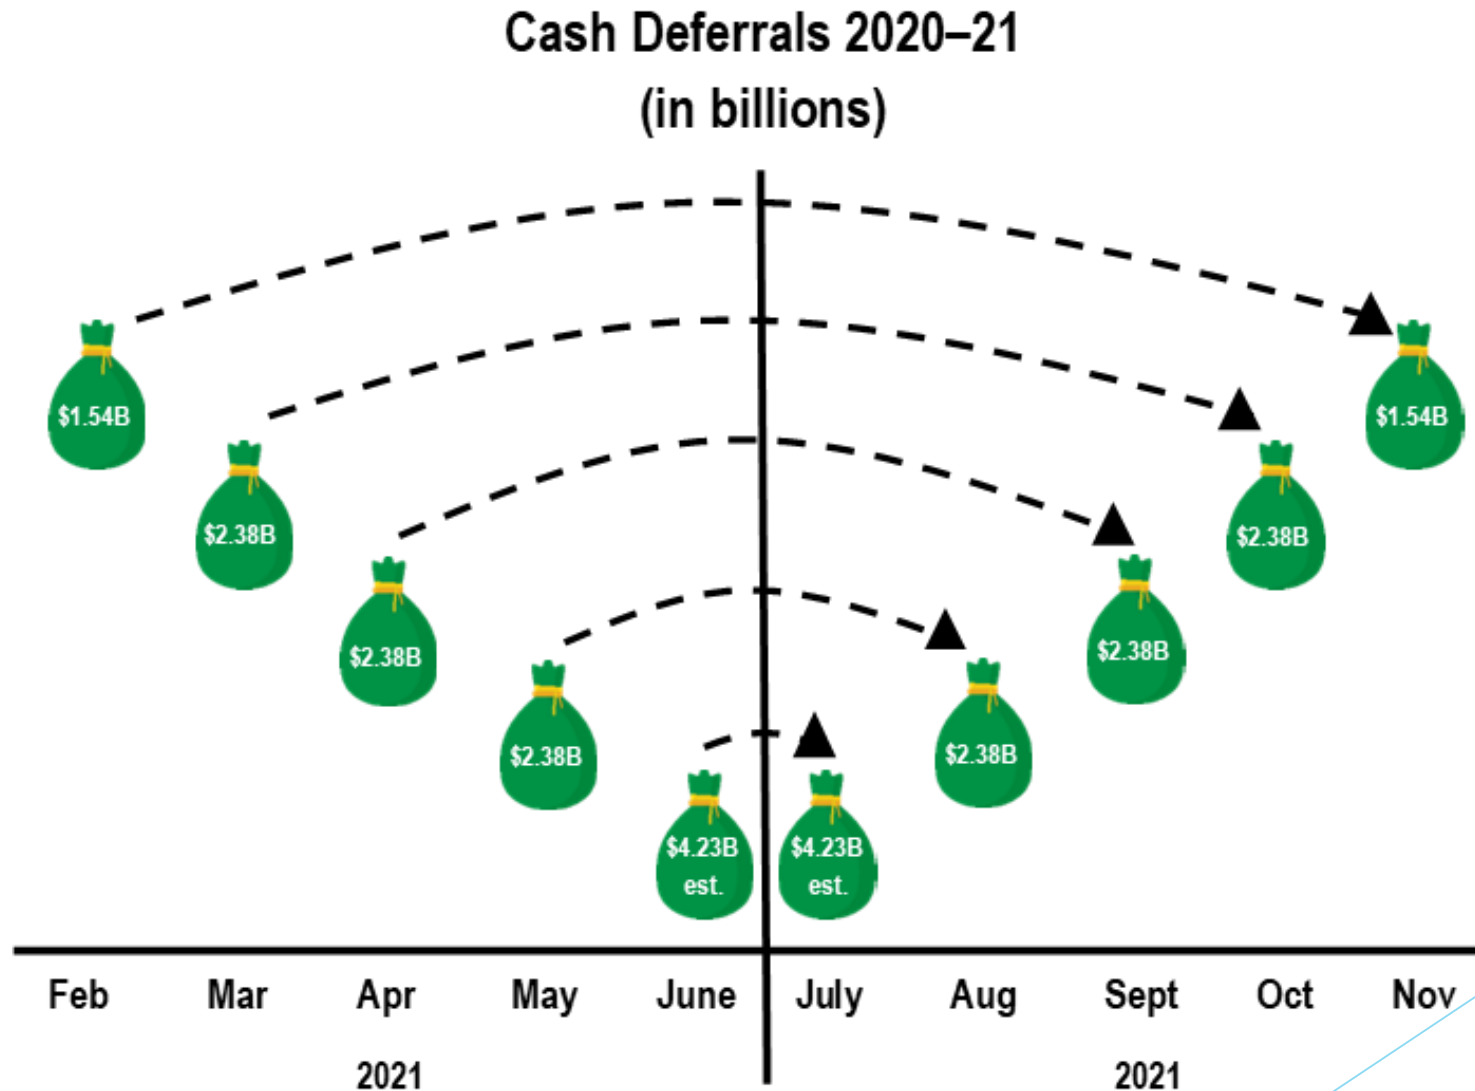 Cash Deferrals 2020–21
(in billions)
$1.54B
$1.54B
$2.38B
$2.38B
$2.38B
$2.38B
$2.38B
$2.38B
$4.23B
est.
$4.23B
est.
Feb Mar Apr May June July Aug Sept Oct Nov
2021 2021